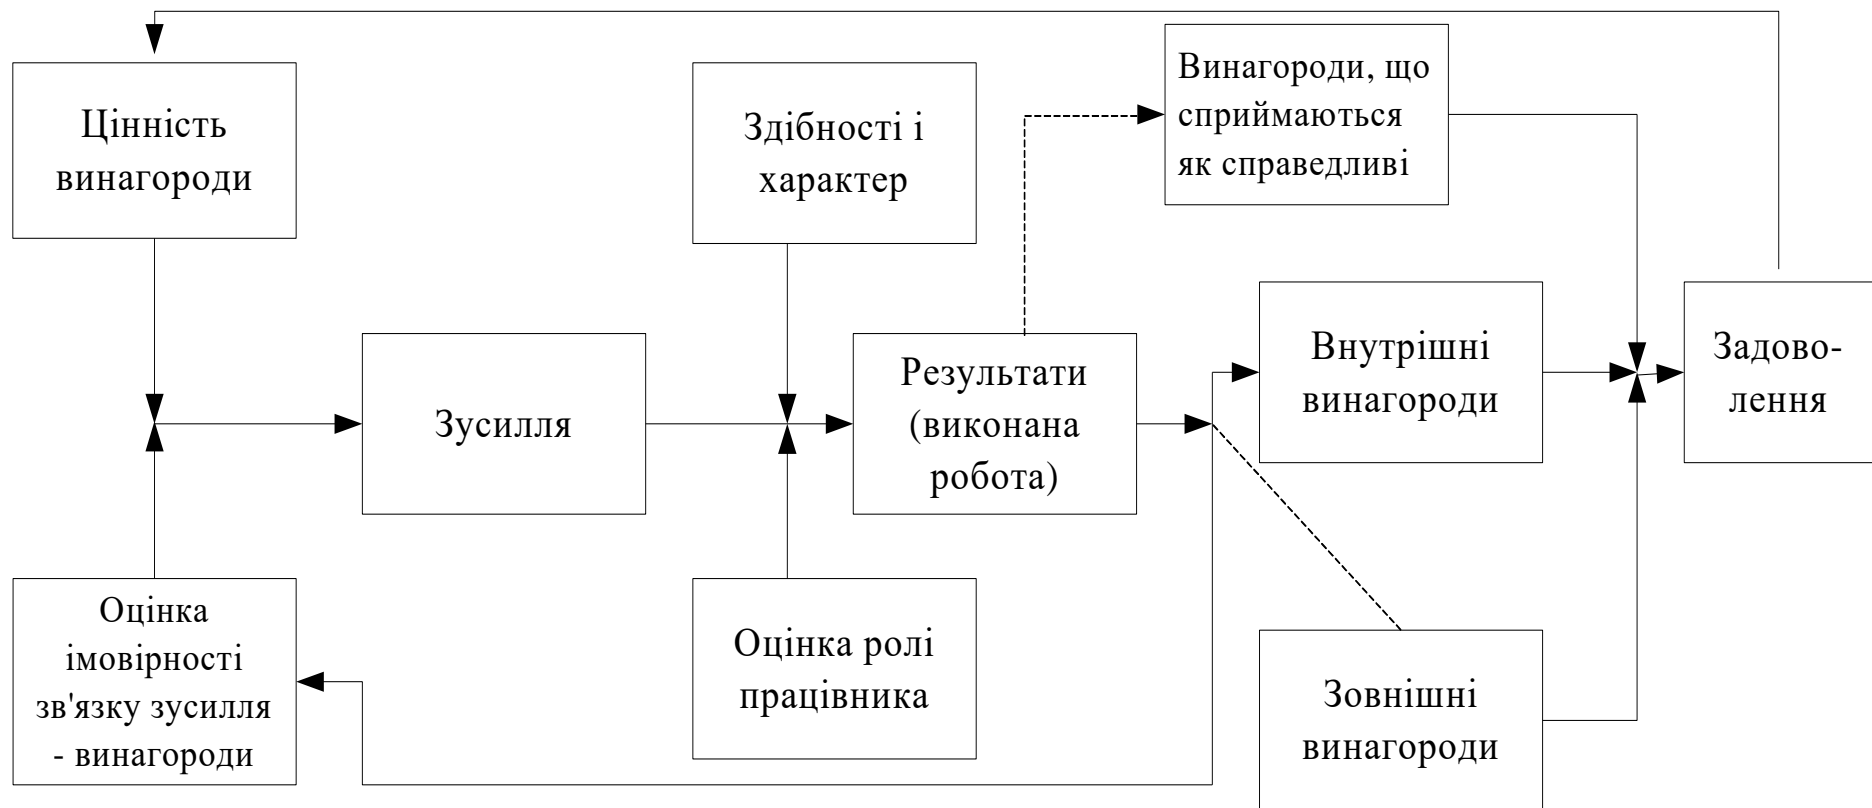 Цінність
винагороди
Здібності і
характер
Винагороди, що
сприймаються
як справедливі
Зусилля
Результати
(виконана
робота)
Внутрішні
винагороди
Задово-
лення
Оцінка
імовірності
зв'язку зусилля
- винагороди
Оцінка ролі
працівника
Зовнішні
винагороди